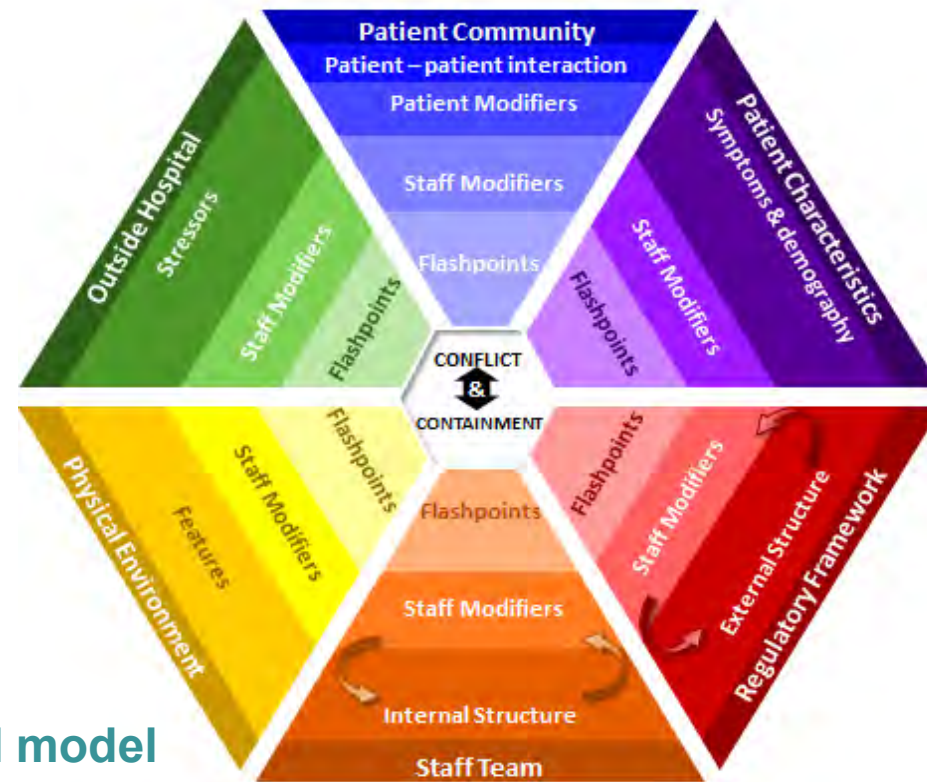 Patient Community
Patient – patient interaction
Patient Modifiers
Staff Modifiers
Flashpoints
Patient Characteristics
Symptoms & demography
Staff Modifiers
Flashpoints
Outside Hospital
Stressors
Staff Modifiers
Flashpoints
CONFLICT
&
CONTAINMENT
Physical Environment
Features
Staff Modifiers
Flashpoints
Flashpoints
Staff Modifiers
Internal Structure
Staff Team
Flashpoints
Staff Modifiers
External Structure
Regulatory Framework
model